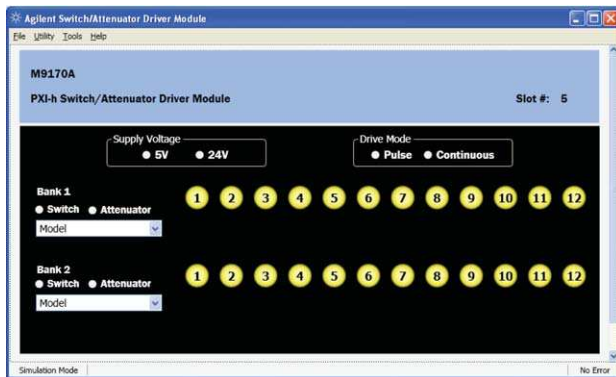 Agilent Switch/Attenuator Driver Module
File Utility Tools Help
M9170A
PXI-h Switch/Attenuator Driver Module Slot #: 5
Supply Voltage Drive Mode
5V 24V Pulse Continuous
Bank 1
Switch Attenuator
1 2 3 4 5 6 7 8 9 10 11 12
Model
Bank 2
Switch Attenuator
1 2 3 4 5 6 7 8 9 10 11 12
Model
Simulation Mode No Error